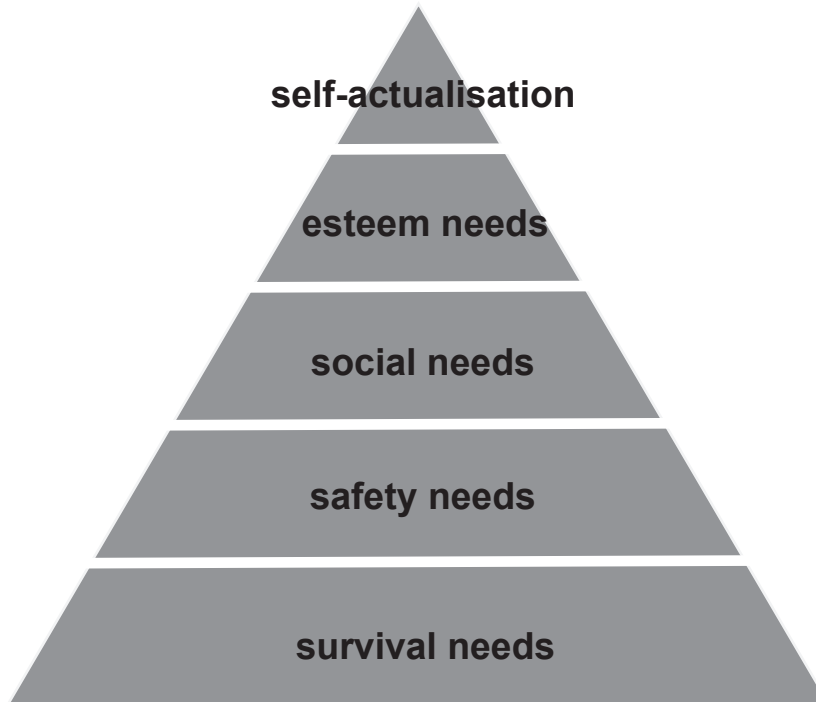 self-actualisation
esteem needs
social needs
safety needs
survival needs